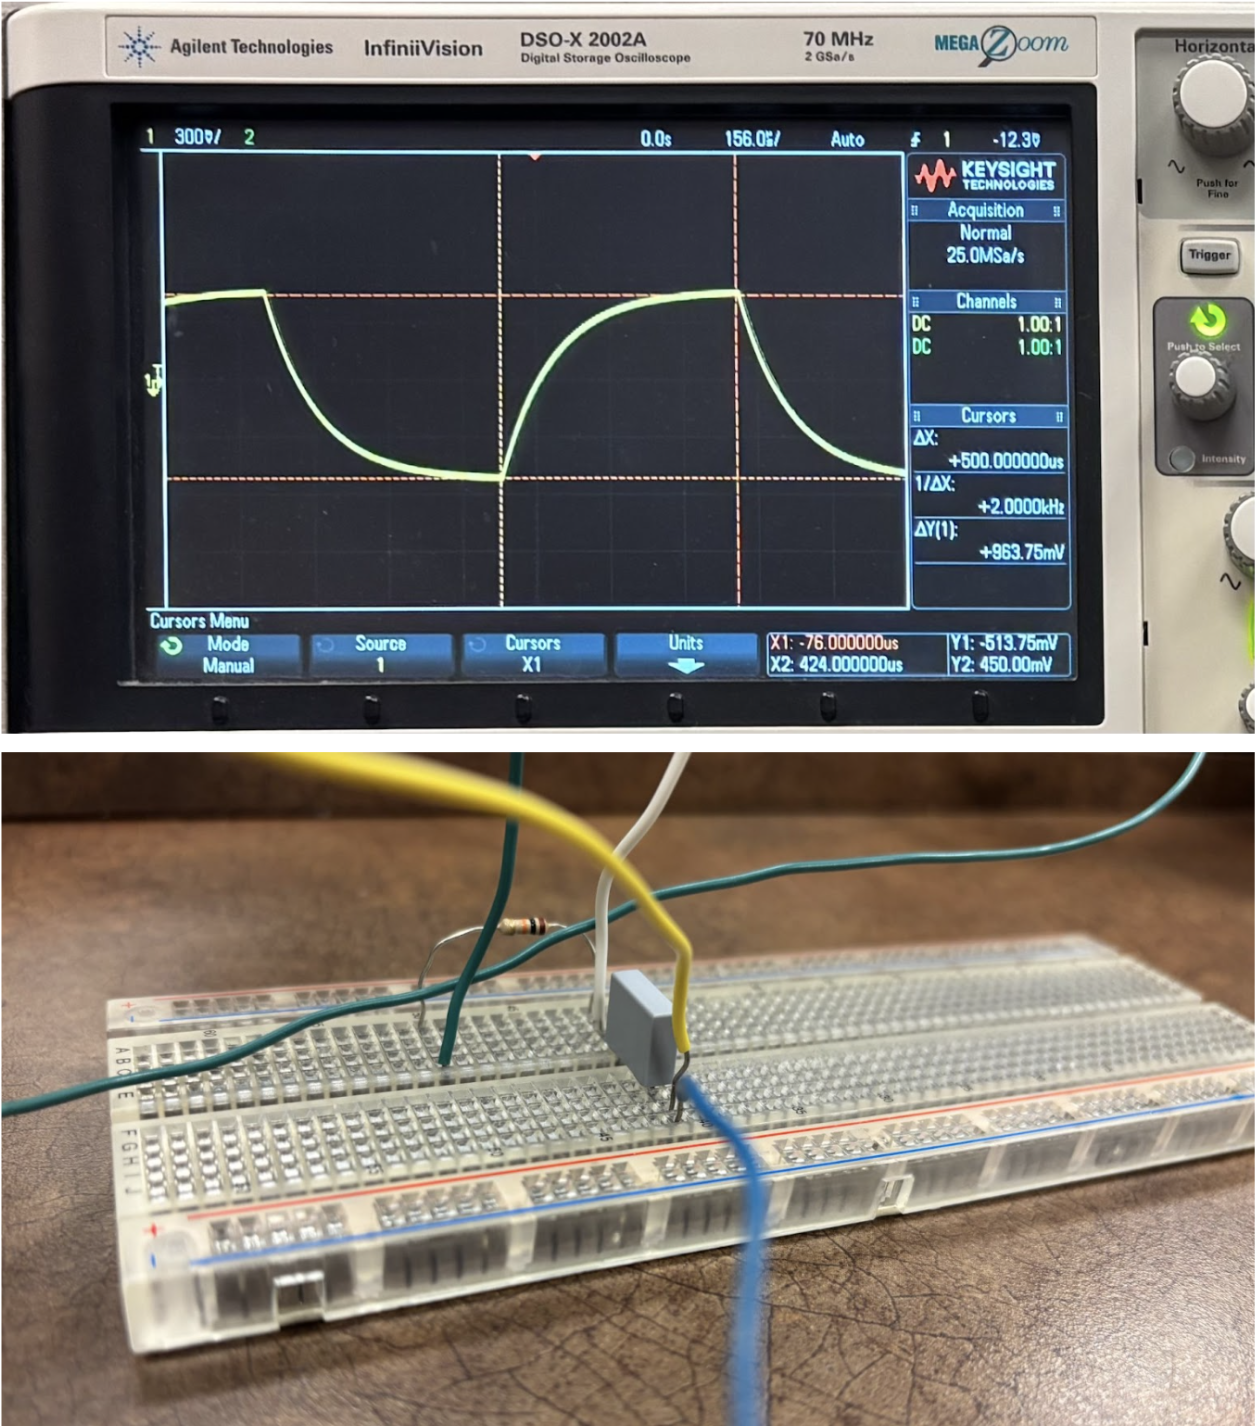 Agilent Technologies InfiniiVision DSO-X 2002A 70 MHz MEGA Zoom
Digital Storage Oscilloscope 2 GSa/s
Horizonta
1 300V/ 2 0.0s 156.0s/ Auto 1 -12.3V
Push for
Fine
KEYSIGHT
TECHNOLOGIES
Acquisition
Normal
25.0MSa/s
Trigger
Channels
DC 1.00:1
DC 1.00:1
Push to Select
Cursors
ΔX:
+500.000000us
1/ΔX:
+2.0000kHz
ΔY(1):
+963.75mV
Intensity
Cursors Menu
Mode
Manual
Source
1
Cursors
X1
Units
X1: -76.000000us
X2: 424.000000us
Y1: -513.75mV
Y2: 450.00mV
A B C D E
F G H I J